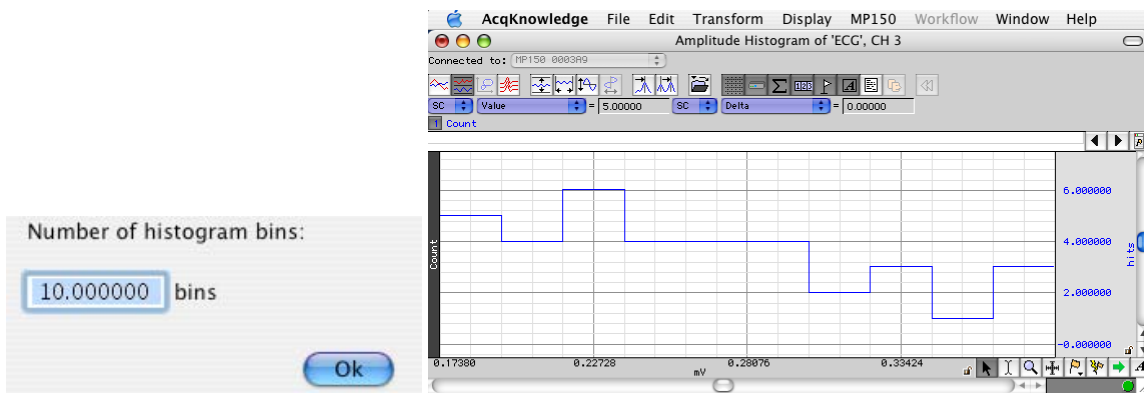 Number of histogram bins:
10.000000 bins
Ok
AcqKnowledge File Edit Transform Display MP150 Workflow Window Help
Amplitude Histogram of 'ECG', CH 3
Connected to: MP150 0003A9
SC Value = 5.00000 SC Delta = 0.00000
1 Count
Count
6.000000
4.000000
2.000000
-0.000000
hits
0.17380 0.22728 0.28076 0.33424
mV